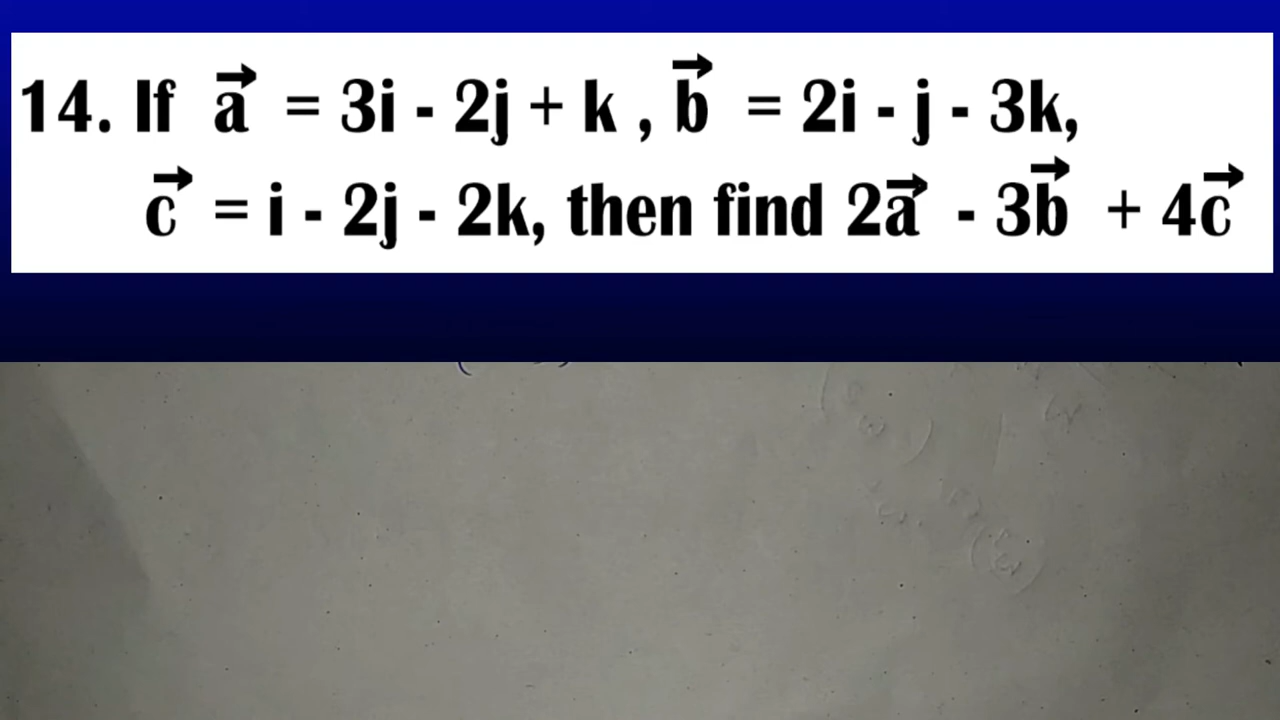 14. If a⃗ = 3i - 2j + k , b⃗ = 2i - j - 3k,
c⃗ = i - 2j - 2k, then find 2a⃗ - 3b⃗ + 4c⃗